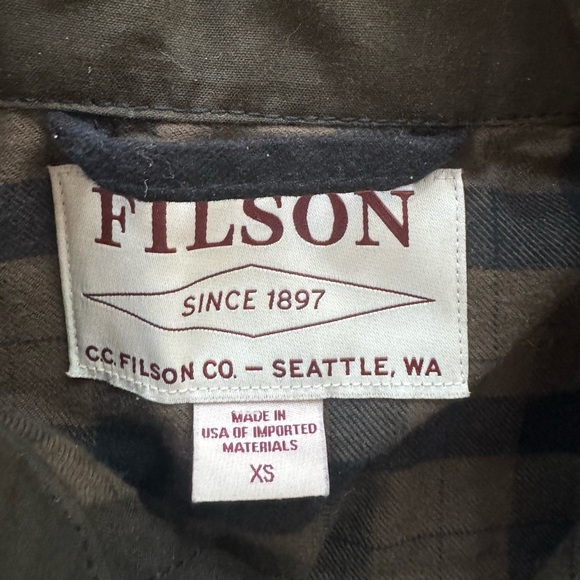 FILSON
SINCE 1897
C.C. FILSON CO. – SEATTLE, WA
MADE IN
USA OF IMPORTED
MATERIALS
XS